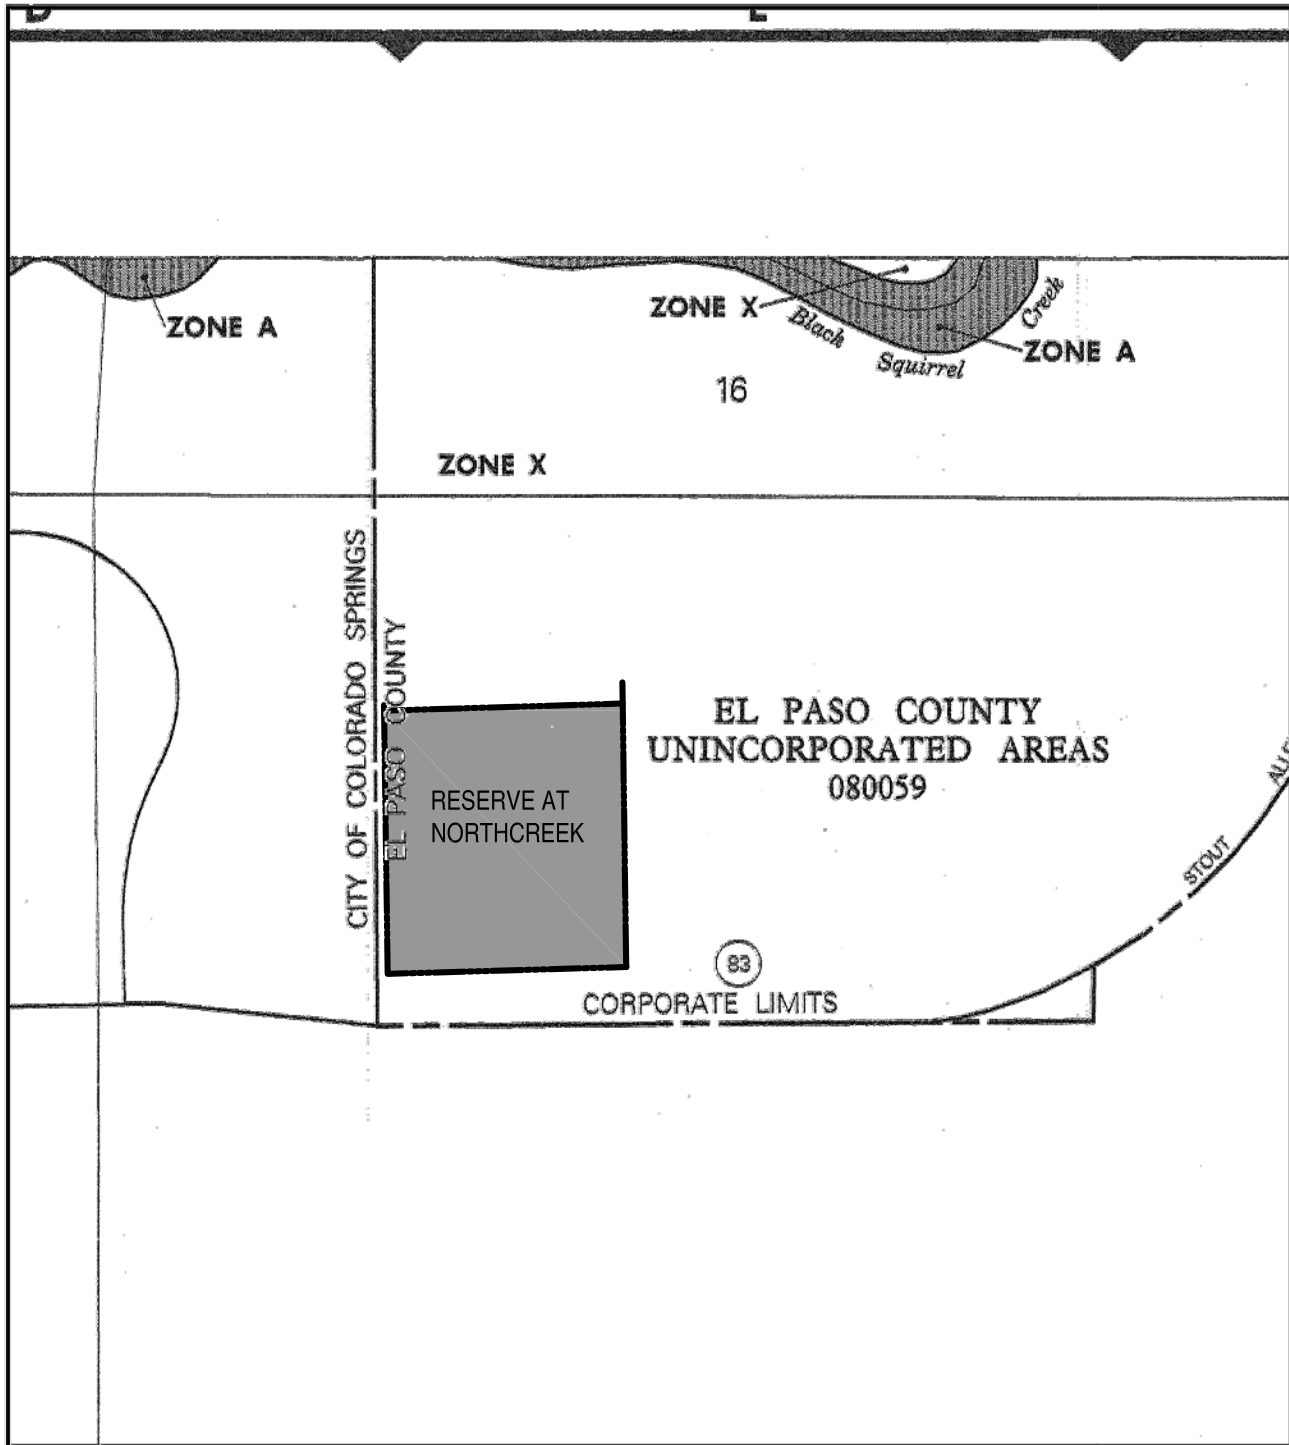 ZONE A
ZONE X
Black
Squirrel
Creek
ZONE A
16
ZONE X
CITY OF COLORADO SPRINGS
EL PASO COUNTY
EL PASO COUNTY
UNINCORPORATED AREAS
080059
RESERVE AT
NORTHCREEK
STOUT
83
CORPORATE LIMITS